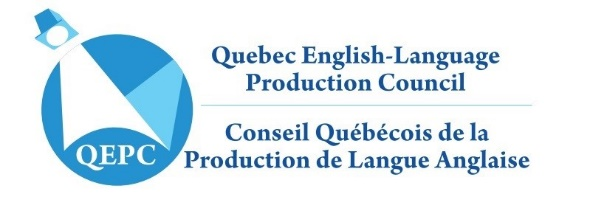 QEPC
Quebec English-Language
Production Council
Conseil Québécois de la
Production de Langue Anglaise